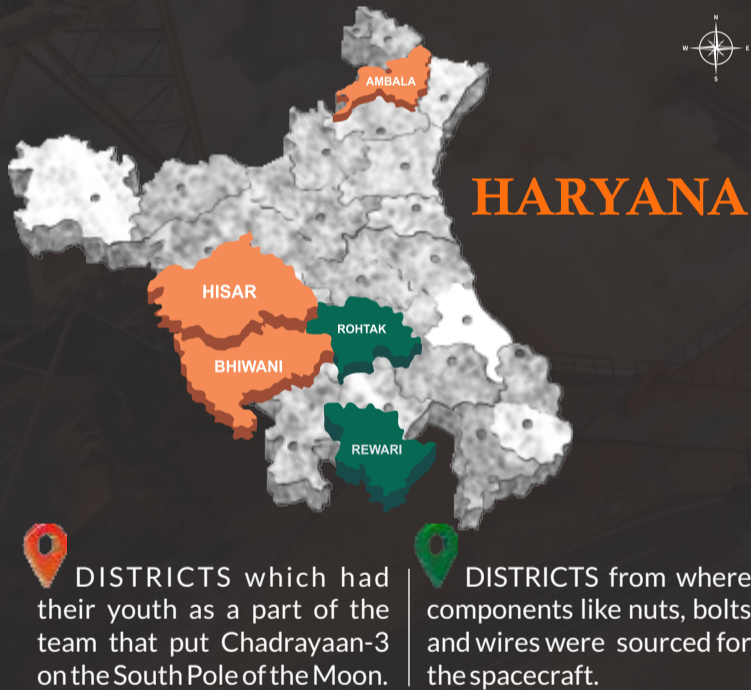 N
W E
S
AMBALA
HARYANA
HISAR
ROHTAK
BHIWANI
REWARI
DISTRICTS which had
their youth as a part of the
team that put Chadrayaan-3
on the South Pole of the Moon.
DISTRICTS from where
components like nuts, bolts
and wires were sourced for
the spacecraft.